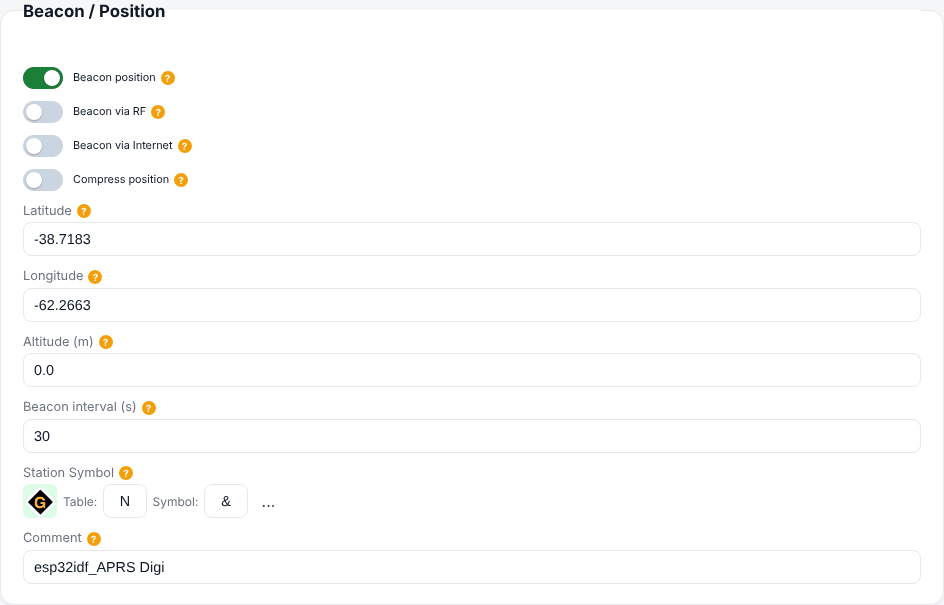 Beacon / Position
Beacon position ?
Beacon via RF ?
Beacon via Internet ?
Compress position ?
Latitude ?
-38.7183
Longitude ?
-62.2663
Altitude (m) ?
0.0
Beacon interval (s) ?
30
Station Symbol ?
G Table: N Symbol: & ...
Comment ?
esp32idf_APRS Digi